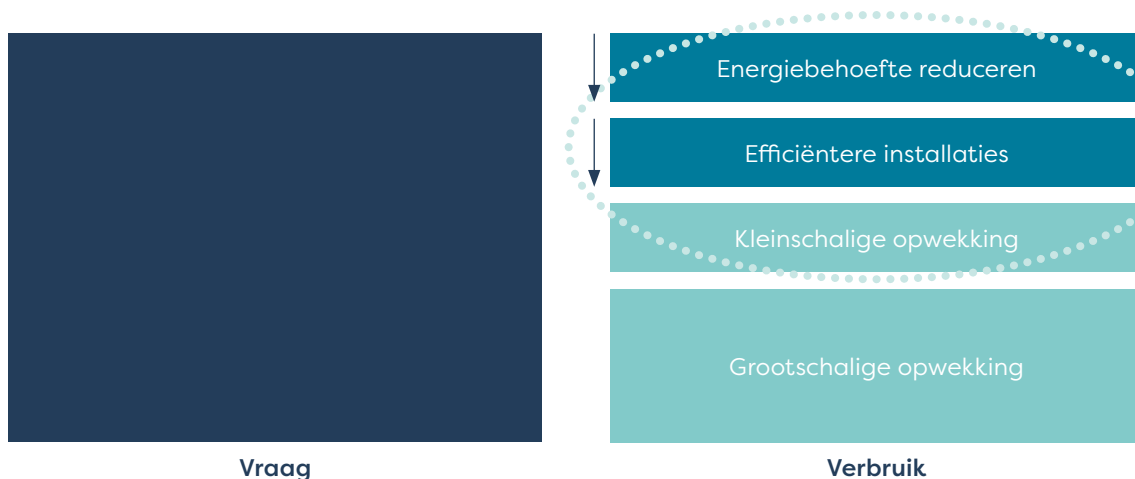 Energiebehoefte reduceren
Efficiëntere installaties
Kleinschalige opwekking
Grootschalige opwekking
Vraag
Verbruik